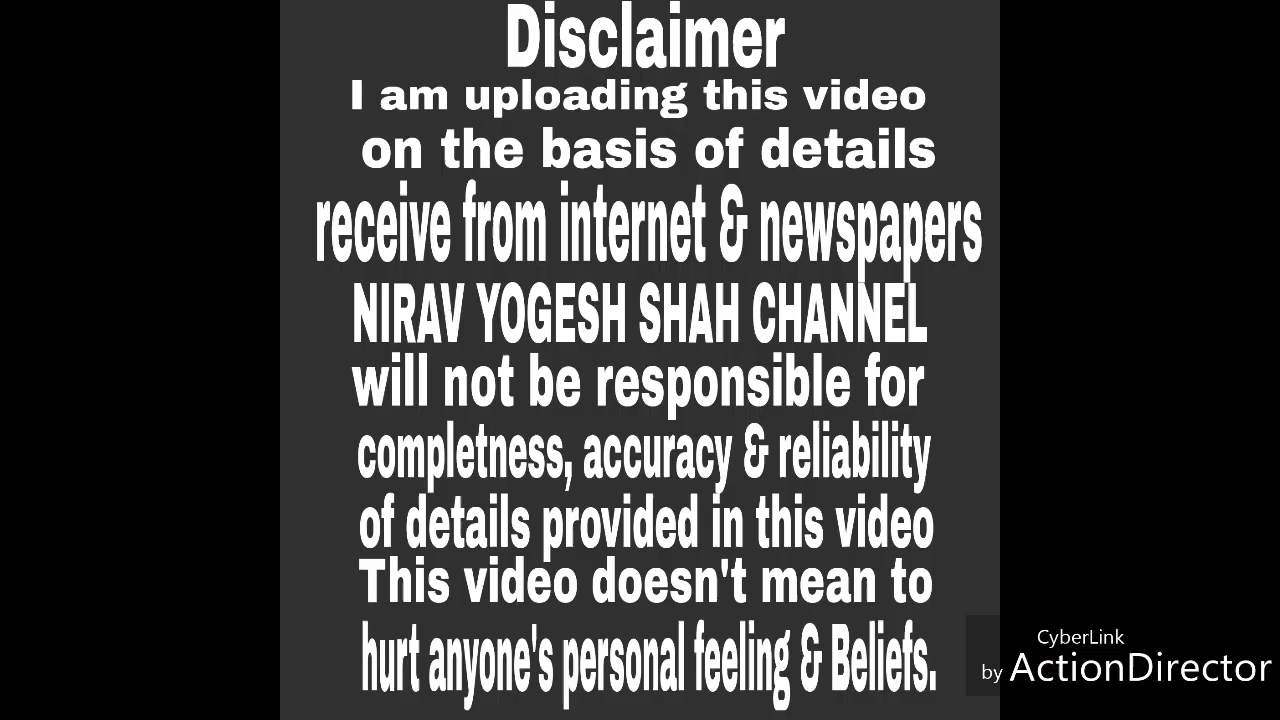 Disclaimer
I am uploading this video
on the basis of details
receive from internet & newspapers
NIRAV YOGESH SHAH CHANNEL
will not be responsible for
completness, accuracy & reliability
of details provided in this video
This video doesn't mean to
hurt anyone's personal feeling & Beliefs.
CyberLink
by ActionDirector